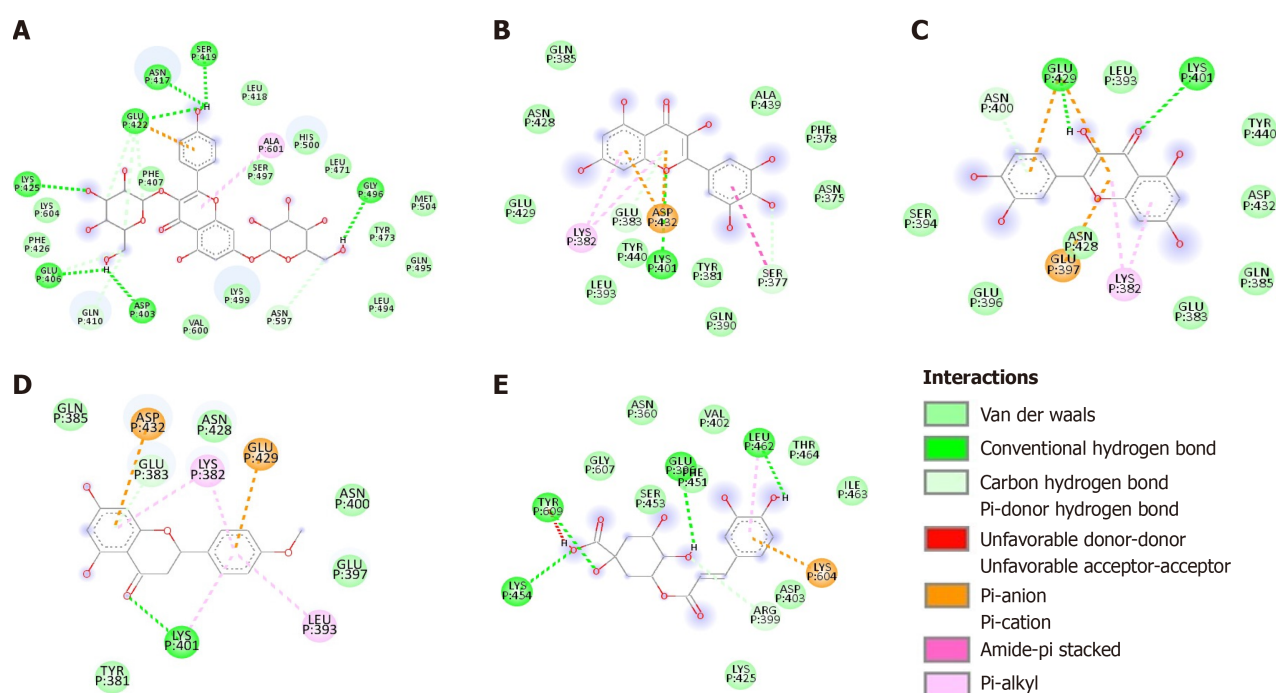 A
SER
P:419
ASN
P:417
LEU
P:418
GLU
P:422
H
O
ALA
P:601
HIS
P:500
PHE
P:407
SER
P:497
LEU
P:471
GLY
P:496
LYS
P:425
LYS
P:604
MET
P:504
PHE
P:426
TYR
P:473
GLU
P:406
H
H
GLN
P:495
GLN
P:410
ASP
P:403
LYS
P:499
LEU
P:494
VAL
P:600
ASN
P:597
B
GLN
P:385
ASN
P:428
ALA
P:439
PHE
P:378
GLU
P:429
GLU
P:383
ASP
P:432
ASN
P:375
LYS
P:382
TYR
P:440
LYS
P:401
TYR
P:381
SER
P:377
LEU
P:393
GLN
P:390
C
GLU
P:429
LEU
P:393
LYS
P:401
ASN
P:400
H
TYR
P:440
SER
P:394
ASP
P:432
ASN
P:428
GLU
P:397
LYS
P:382
GLN
P:385
GLU
P:396
GLU
P:383
D
GLN
P:385
ASP
P:432
ASN
P:428
GLU
P:429
GLU
P:383
LYS
P:382
ASN
P:400
GLU
P:397
LEU
P:393
LYS
P:401
TYR
P:381
E
ASN
P:360
VAL
P:402
LEU
P:462
THR
P:464
GLY
P:607
GLU
PHE
P:451
ILE
P:463
TYR
P:609
SER
P:453
H
H
H
LYS
P:454
LYS
P:604
ASP
P:403
ARG
P:399
LYS
P:425
Interactions
Van der waals
Conventional hydrogen bond
Carbon hydrogen bond
Pi-donor hydrogen bond
Unfavorable donor-donor
Unfavorable acceptor-acceptor
Pi-anion
Pi-cation
Amide-pi stacked
Pi-alkyl